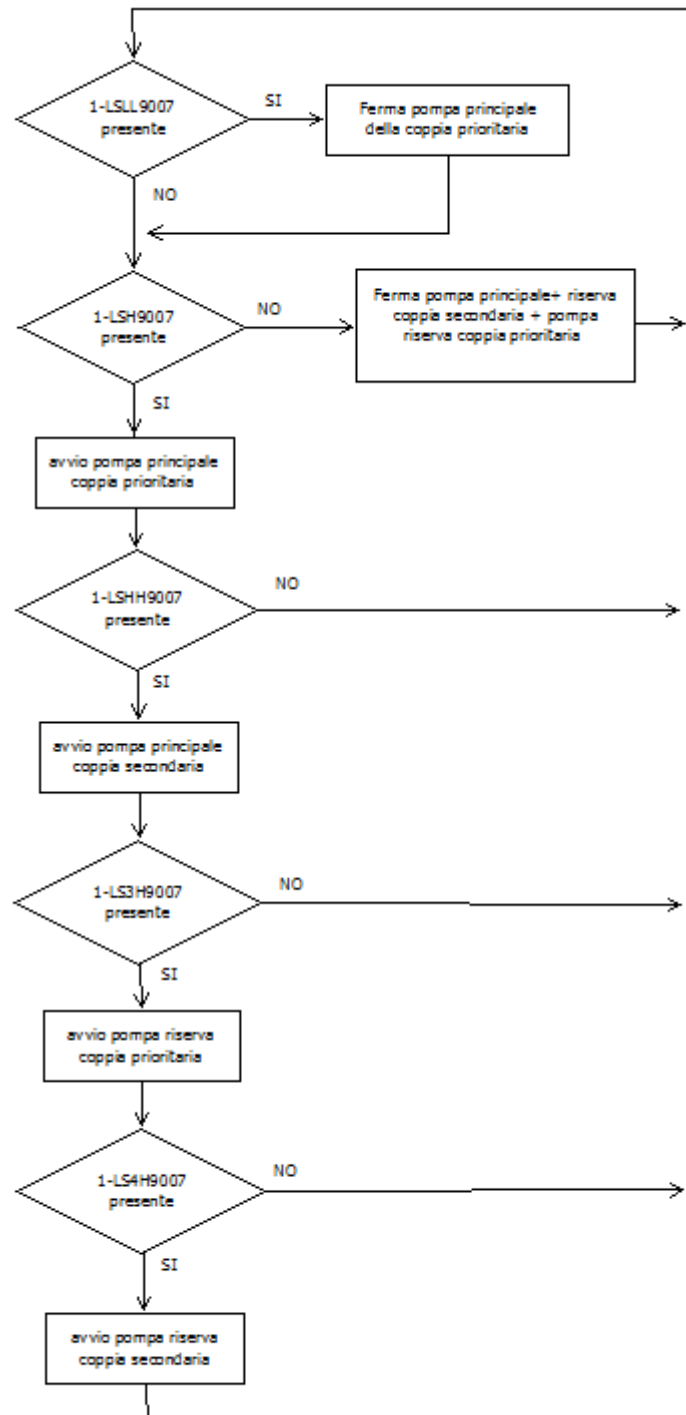 1-LSLL9007
presente
SI
Ferma pompa principale
della coppia prioritaria
NO
1-LSH9007
presente
NO
Ferma pompa principale+ riserva
coppia secondaria + pompa
riserva coppia prioritaria
SI
avvio pompa principale
coppia prioritaria
1-LSHH9007
presente
NO
SI
avvio pompa principale
coppia secondaria
1-LS3H9007
presente
NO
SI
avvio pompa riserva
coppia prioritaria
1-LS4H9007
presente
NO
SI
avvio pompa riserva
coppia secondaria